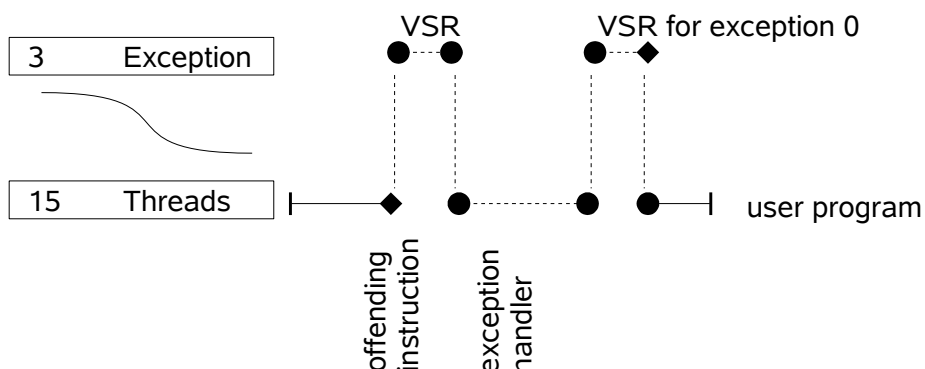 VSR
VSR for exception 0
3 Exception
15 Threads
user program
offending
instruction
exception
handler